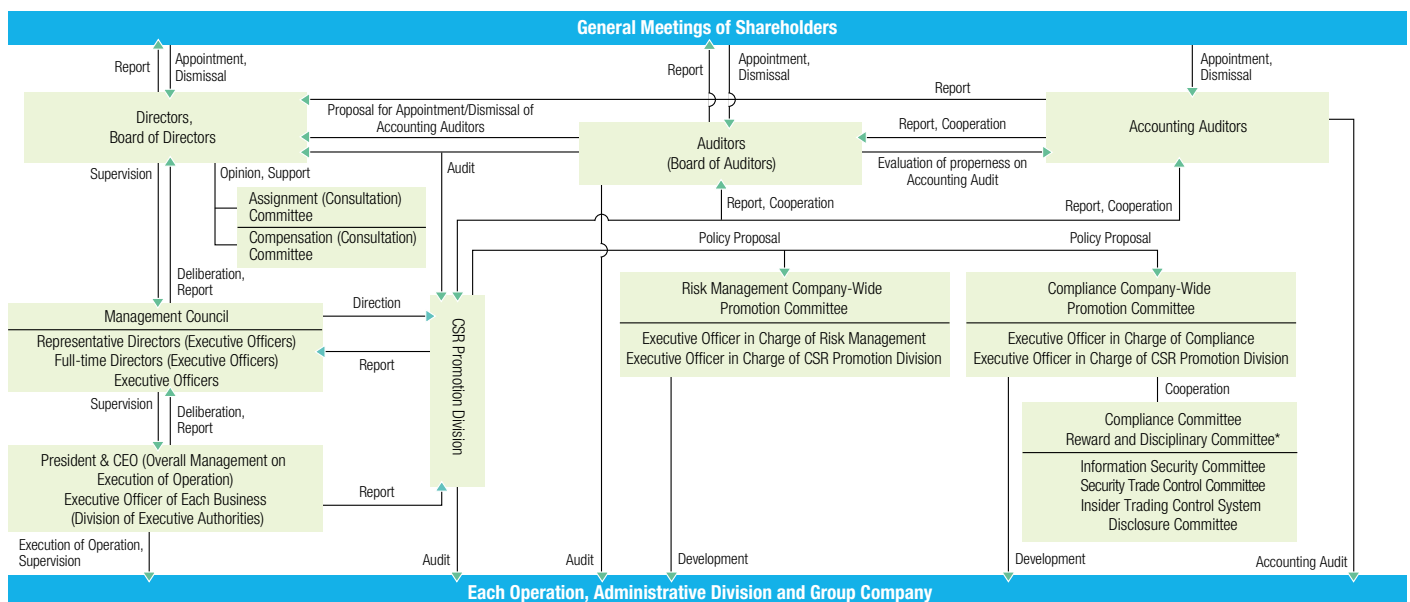 General Meetings of Shareholders
Report
Appointment,
Dismissal
Report
Appointment,
Dismissal
Appointment,
Dismissal
Directors,
Board of Directors
Report
Proposal for Appointment/Dismissal of
Accounting Auditors
Auditors
(Board of Auditors)
Report, Cooperation
Accounting Auditors
Evaluation of properness on
Accounting Audit
Supervision
Opinion, Support
Audit
Assignment (Consultation)
Committee
Compensation (Consultation)
Committee
Report, Cooperation
Report, Cooperation
Policy Proposal
Policy Proposal
Deliberation,
Report
Management Council
Representative Directors (Executive Officers)
Full-time Directors (Executive Officers)
Executive Officers
Direction
Report
CSR Promotion Division
Risk Management Company-Wide
Promotion Committee
Executive Officer in Charge of Risk Management
Executive Officer in Charge of CSR Promotion Division
Compliance Company-Wide
Promotion Committee
Executive Officer in Charge of Compliance
Executive Officer in Charge of CSR Promotion Division
Supervision
Deliberation,
Report
Cooperation
Compliance Committee
Reward and Disciplinary Committee*
Information Security Committee
Security Trade Control Committee
Insider Trading Control System
Disclosure Committee
President & CEO (Overall Management on
Execution of Operation)
Executive Officer of Each Business
(Division of Executive Authorities)
Report
Execution of Operation,
Supervision
Audit
Audit
Development
Development
Accounting Audit
Each Operation, Administrative Division and Group Company